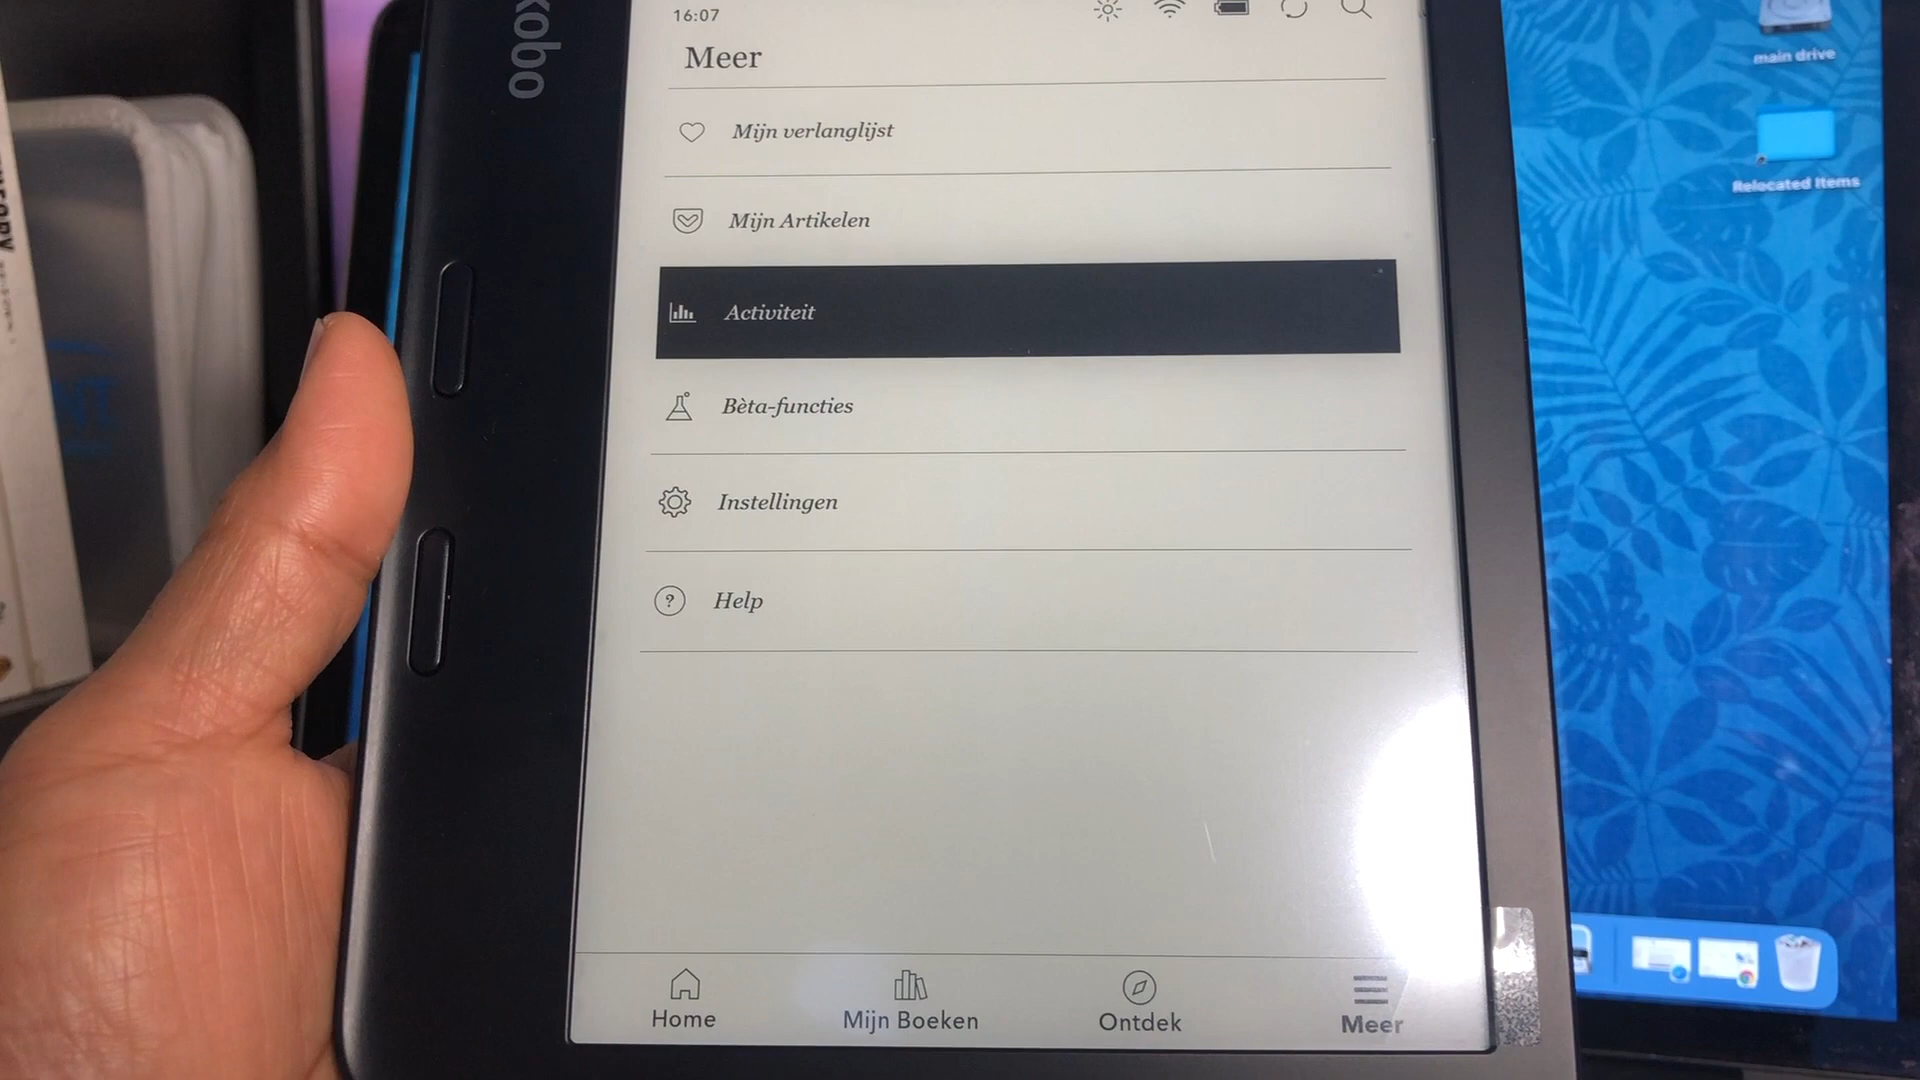 kobo
16:07
Meer
Mijn verlanglijst
Mijn Artikelen
Activiteit
Bèta-functies
Instellingen
Help
Home
Mijn Boeken
Ontdek
Meer
main drive
Relocated Items